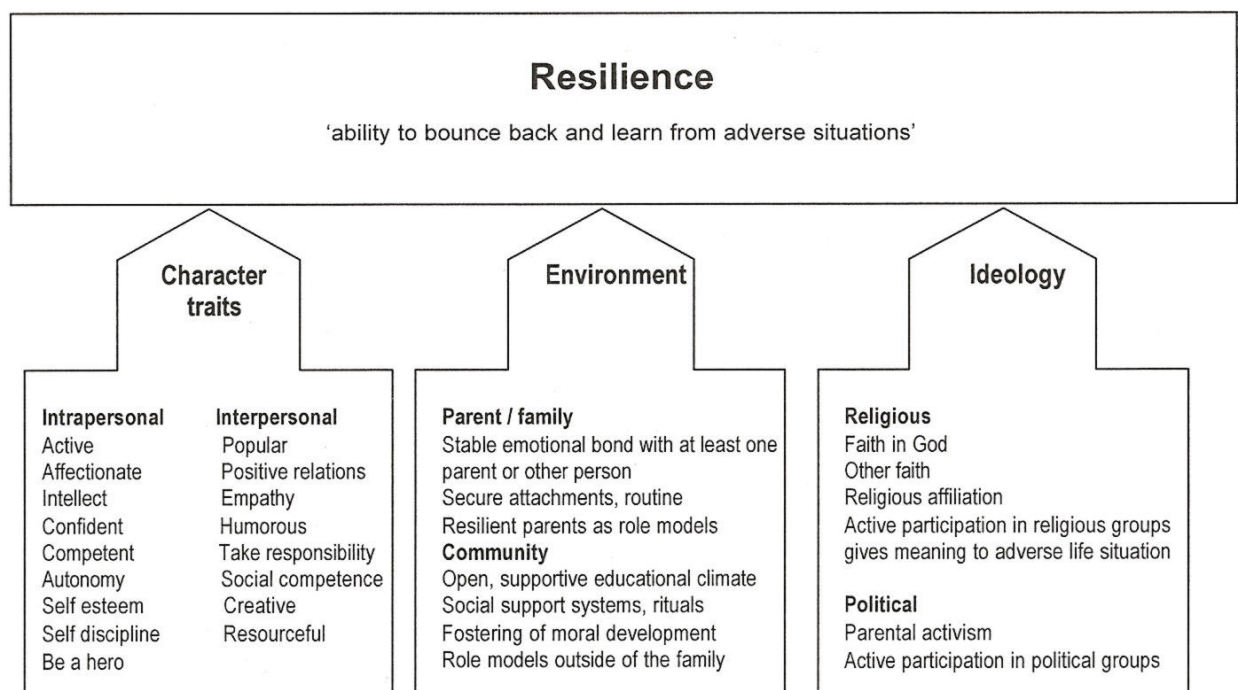 Resilience
‘ability to bounce back and learn from adverse situations’
Character
traits
Intrapersonal
Active
Affectionate
Intellect
Confident
Competent
Autonomy
Self esteem
Self discipline
Be a hero
Interpersonal
Popular
Positive relations
Empathy
Humorous
Take responsibility
Social competence
Creative
Resourceful
Environment
Parent / family
Stable emotional bond with at least one
parent or other person
Secure attachments, routine
Resilient parents as role models
Community
Open, supportive educational climate
Social support systems, rituals
Fostering of moral development
Role models outside of the family
Ideology
Religious
Faith in God
Other faith
Religious affiliation
Active participation in religious groups
gives meaning to adverse life situation
Political
Parental activism
Active participation in political groups